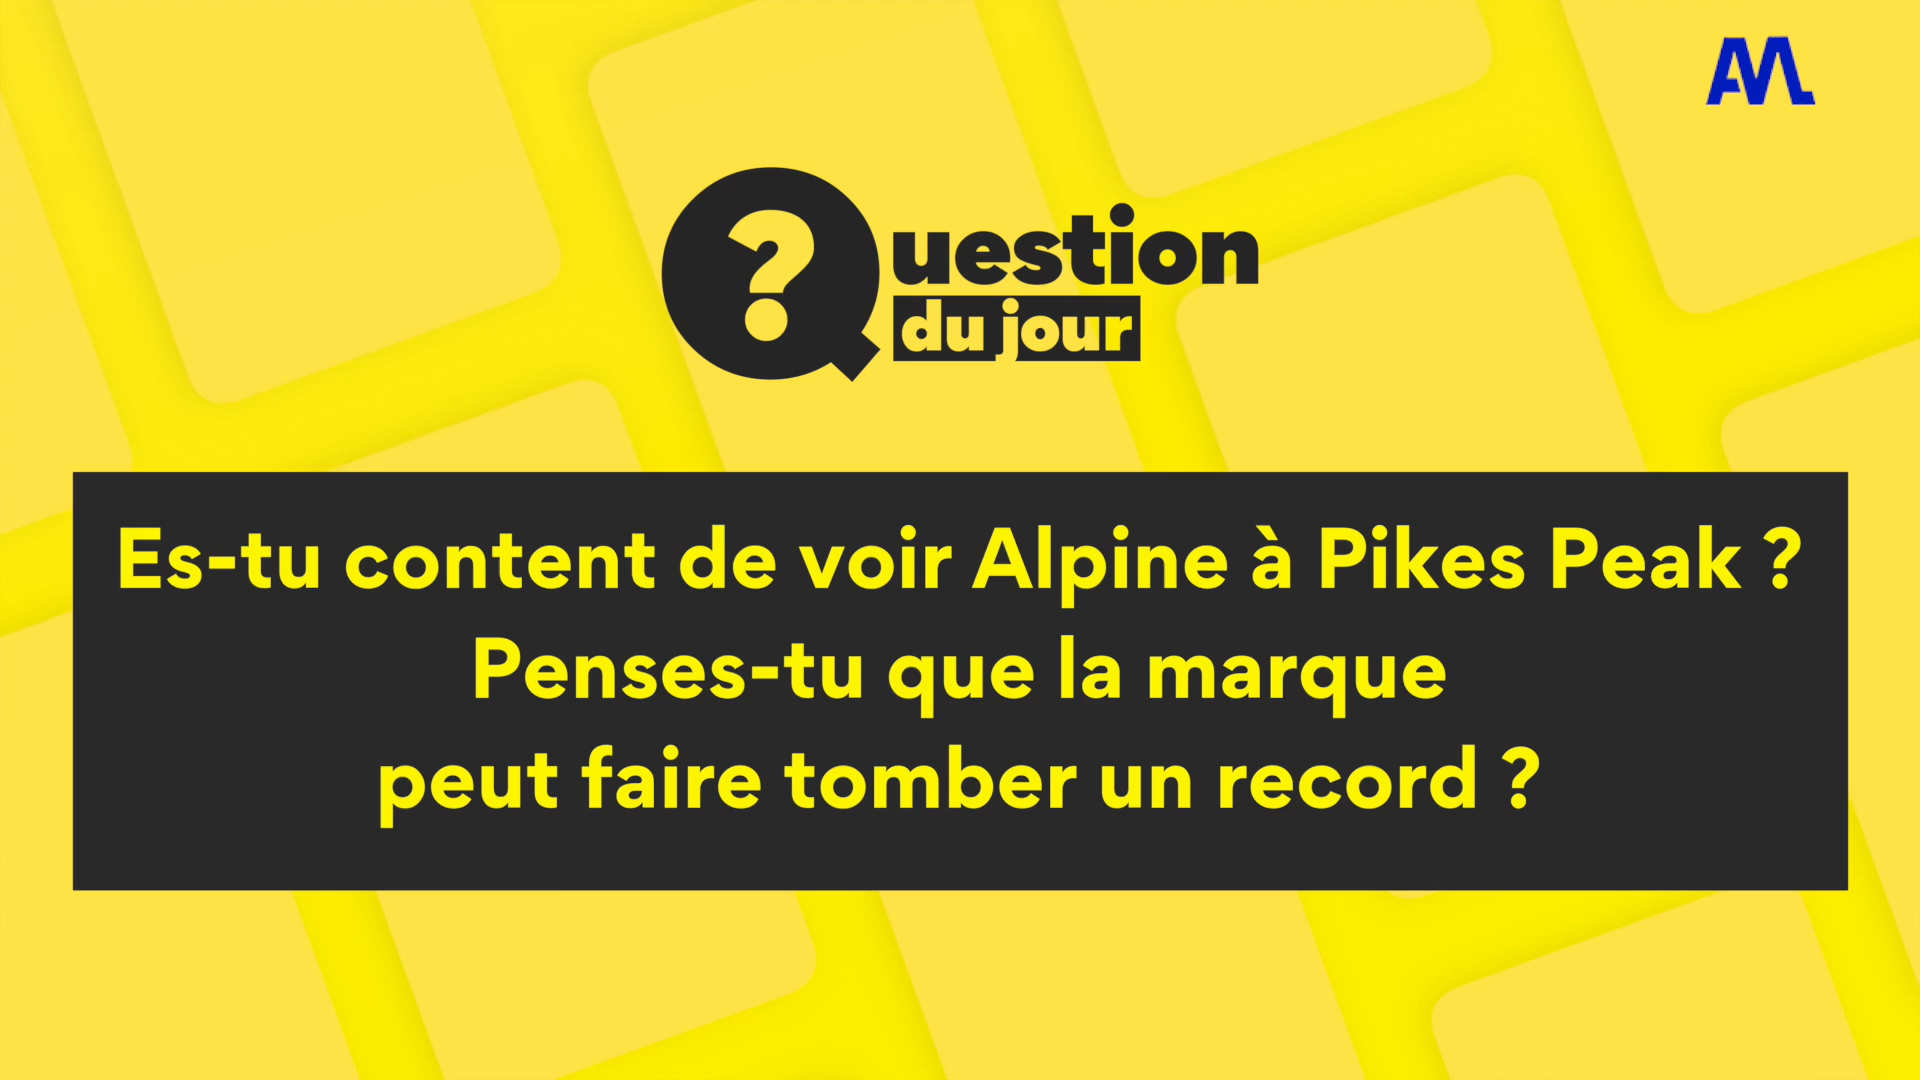 AML
Question
du jour
Es-tu content de voir Alpine à Pikes Peak ?
Penses-tu que la marque
peut faire tomber un record ?